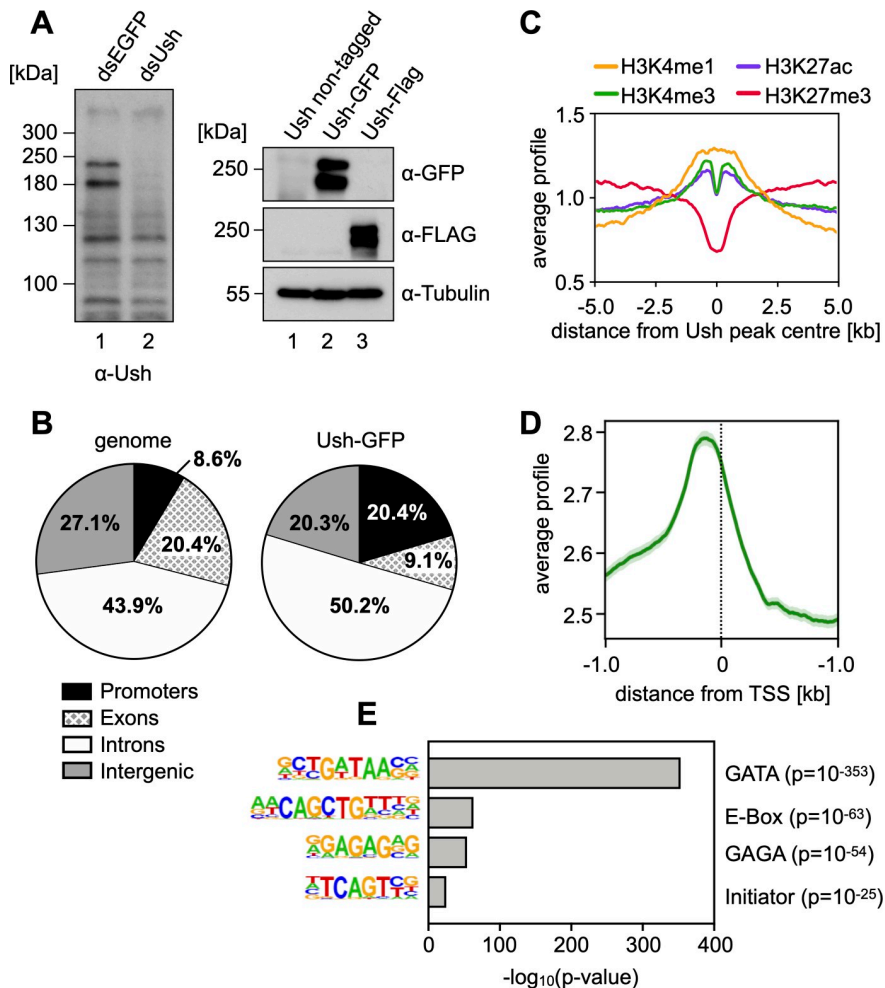 A
dsEGFP
dsUsh
[kDa]
300
250
180
130
100
1 2
α-Ush
Ush non-tagged
Ush-GFP
Ush-Flag
[kDa]
250
α-GFP
250
α-FLAG
55
α-Tubulin
1 2 3
C
H3K4me1 H3K27ac
H3K4me3 H3K27me3
1.5
1.0
0.5
average profile
-5.0 -2.5 0 2.5 5.0
distance from Ush peak centre [kb]
B
genome
8.6%
20.4%
43.9%
27.1%
Ush-GFP
20.4%
9.1%
50.2%
20.3%
Promoters
Exons
Introns
Intergenic
D
2.8
2.7
2.6
2.5
average profile
-1.0 0 -1.0
distance from TSS [kb]
E
GATA (p=10-353)
E-Box (p=10-63)
GAGA (p=10-54)
Initiator (p=10-25)
0 100 200 300 400
-log10(p-value)